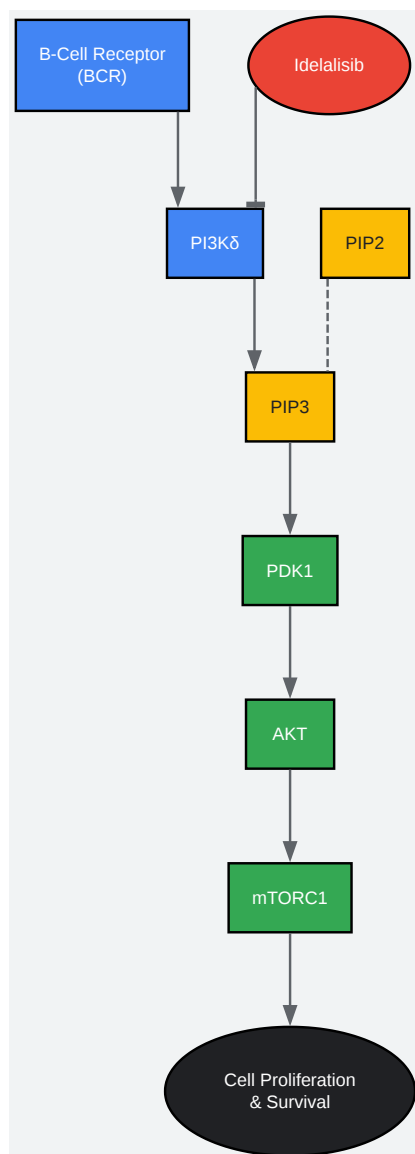 B-Cell Receptor
(BCR)
Idelalisib
PI3Kδ
PIP2
PIP3
PDK1
AKT
mTORC1
Cell Proliferation
& Survival